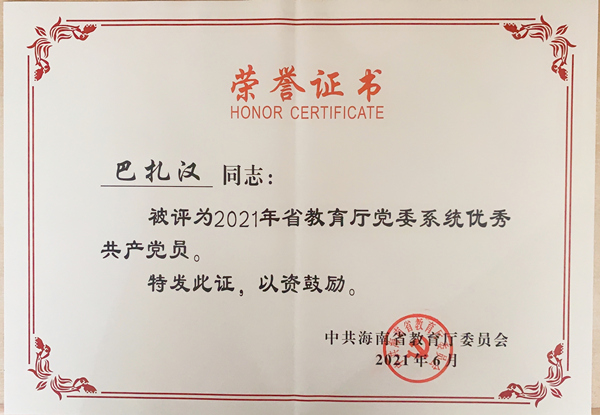 荣誉证书
HONOR CERTIFICATE
巴扎汉 同志：
被评为2021年省教育厅党委系统优秀
共产党员。
特发此证，以资鼓励。
中共海南省教育厅委员会
2021年6月